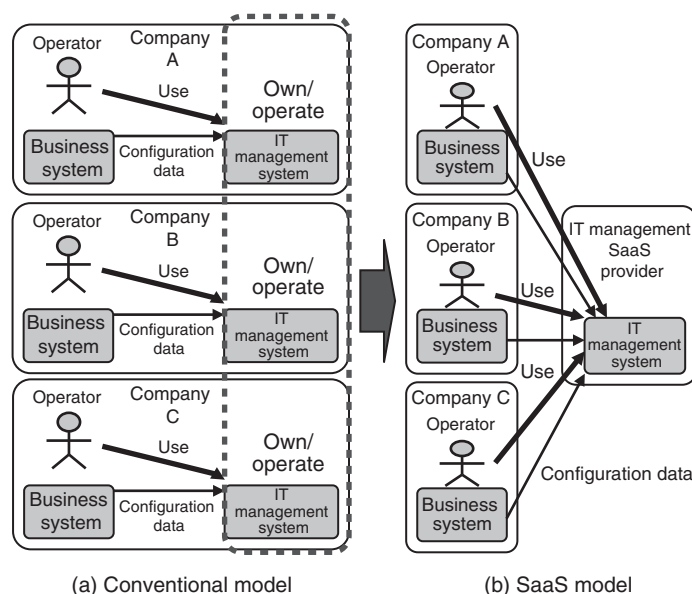 Operator
Company
A
Use
Own/
operate
Business
system
Configuration
data
IT
management
system
Operator
Company
B
Use
Own/
operate
Business
system
Configuration
data
IT
management
system
Operator
Company
C
Use
Own/
operate
Business
system
Configuration
data
IT
management
system
(a) Conventional model
Company A
Operator
Business
system
Use
Company B
Operator
Use
Business
system
IT management
SaaS
provider
IT
management
system
Use
Company C
Operator
Business
system
Configuration data
(b) SaaS model